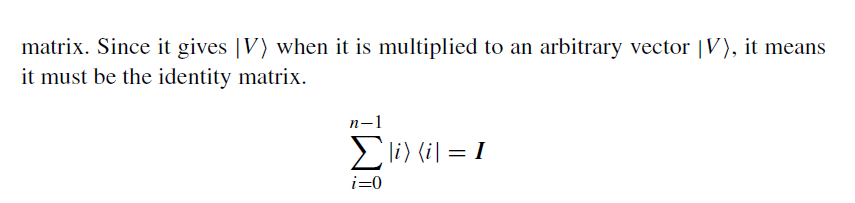 matrix. Since it gives |V⟩ when it is multiplied to an arbitrary vector |V⟩, it means
it must be the identity matrix.
n−1
∑ |i⟩ ⟨i| = I
i=0